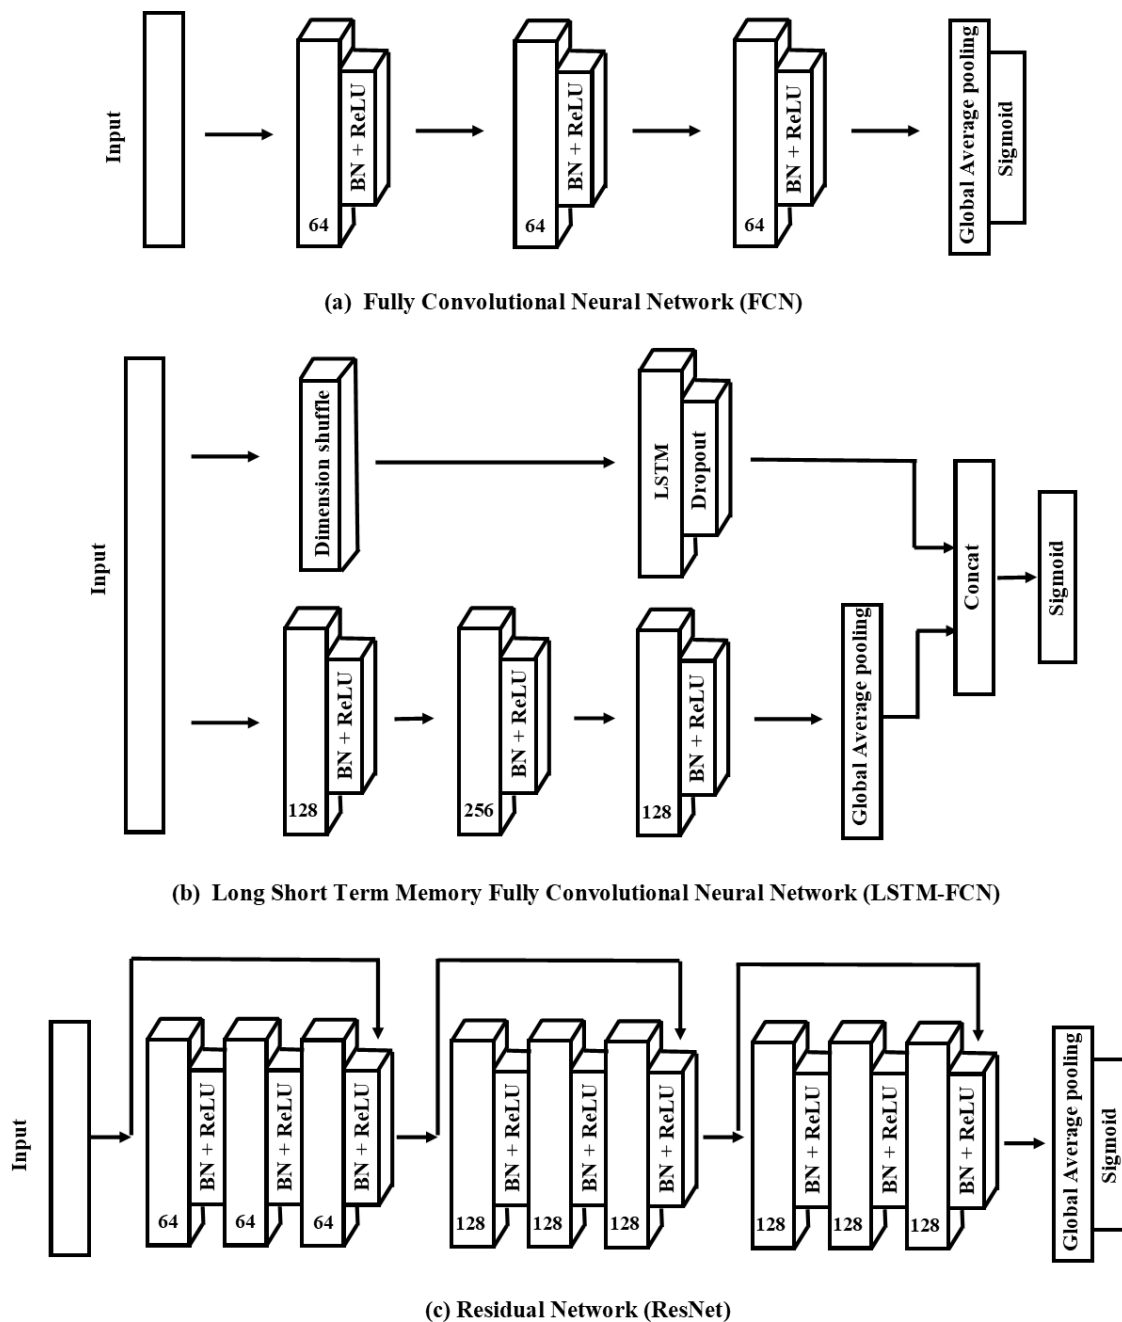 Input
64
BN + ReLU
64
BN + ReLU
64
BN + ReLU
Global Average pooling
Sigmoid
(a) Fully Convolutional Neural Network (FCN)
Input
Dimension shuffle
LSTM
Dropout
128
BN + ReLU
256
BN + ReLU
128
BN + ReLU
Global Average pooling
Concat
Sigmoid
(b) Long Short Term Memory Fully Convolutional Neural Network (LSTM-FCN)
Input
64
BN + ReLU
64
BN + ReLU
64
BN + ReLU
128
BN + ReLU
128
BN + ReLU
128
BN + ReLU
128
BN + ReLU
128
BN + ReLU
128
BN + ReLU
Global Average pooling
Sigmoid
(c) Residual Network (ResNet)